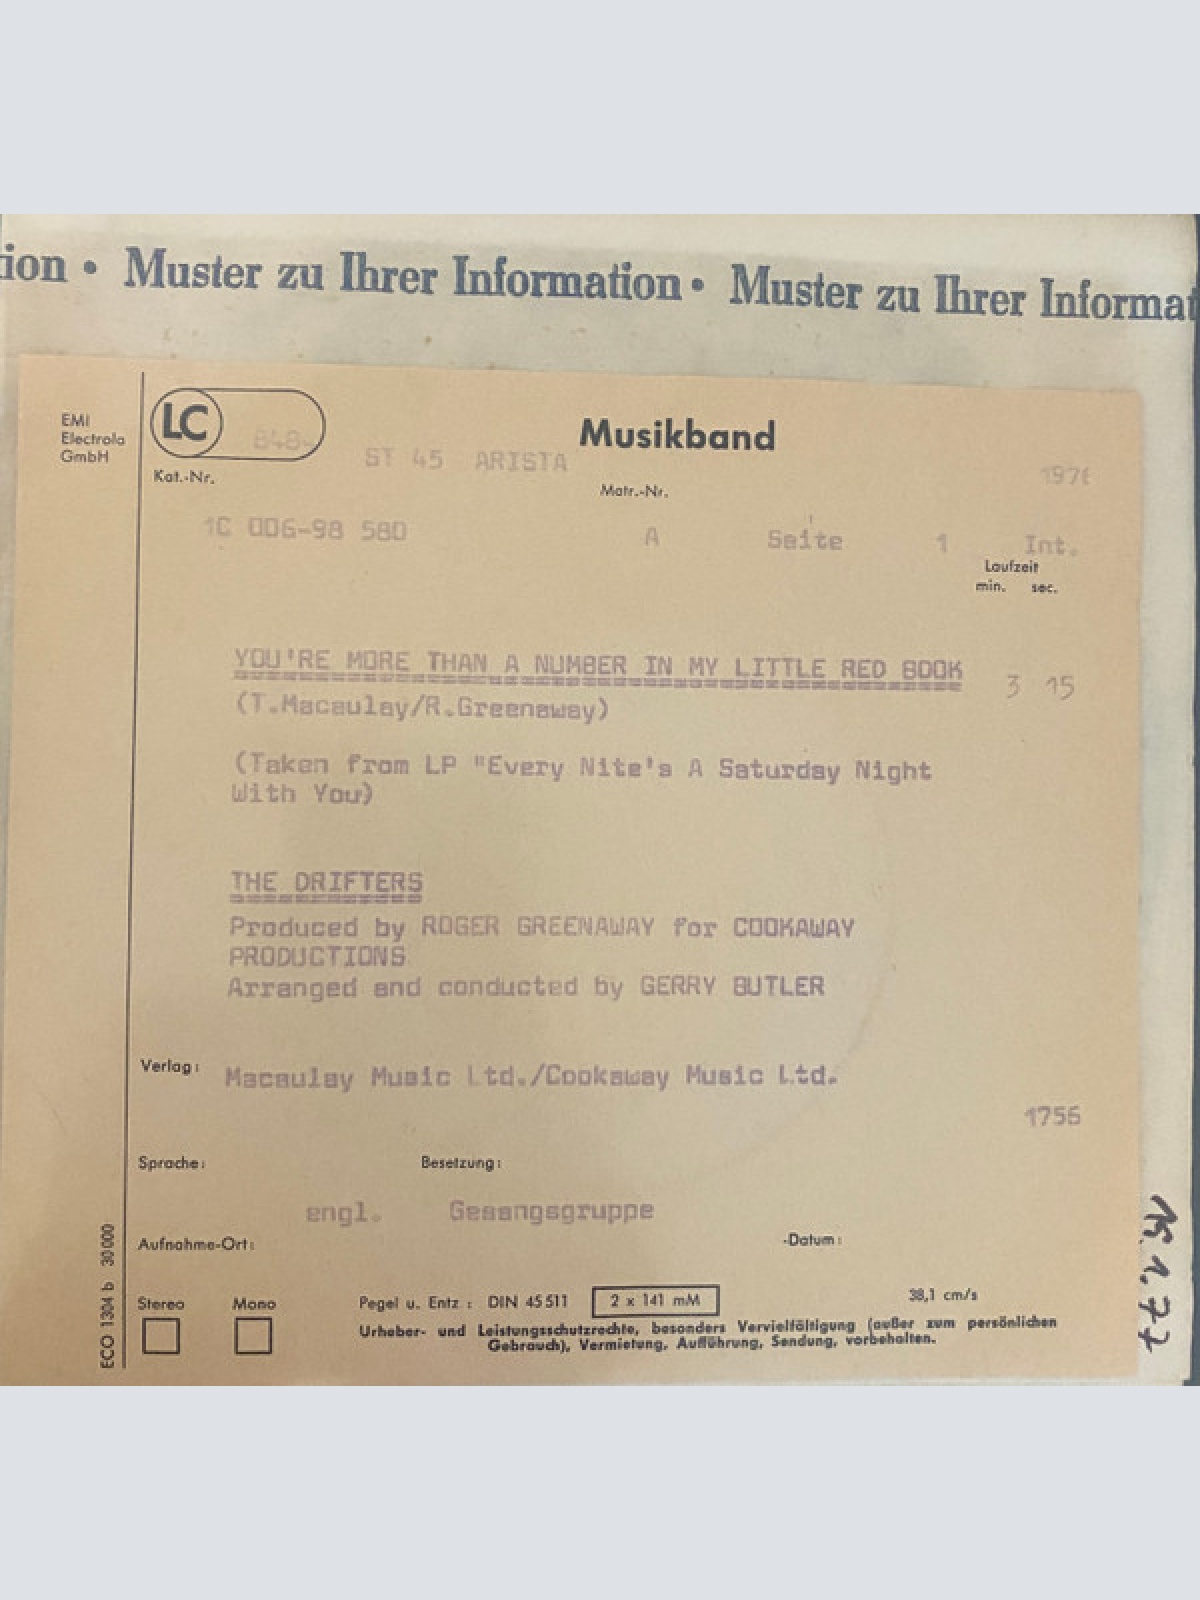 ion • Muster zu Ihrer Information • Muster zu Ihrer Informat
EMI
Electrola
GmbH
LC
Musikband
ST 45 ARISTA
1976
Kat.-Nr.
Matr.-Nr.
1C 006-98 580 A Seite 1 Int.
Laufzeit
min. sec.
YOU'RE MORE THAN A NUMBER IN MY LITTLE RED BOOK 3 15
(T.Macaulay/R.Greenaway)
(Taken from LP "Every Nite's A Saturday Night
With You)
THE DRIFTERS
Produced by ROGER GREENAWAY for COOKAWAY
PRODUCTIONS
Arranged and conducted by GERRY BUTLER
Verlag: Macaulay Music Ltd./Cookaway Music Ltd.
1756
Sprache: Besetzung:
engl. Gesangsgruppe
Aufnahme-Ort: -Datum:
Stereo Mono Pegel u. Entz.: DIN 45 511 2 x 141 mM 38,1 cm/s
Urheber- und Leistungsschutzrechte, besonders Vervielfältigung (außer zum persönlichen
Gebrauch), Vermietung, Aufführung, Sendung, vorbehalten.
ECO 1304 b 30 000
15.1.77